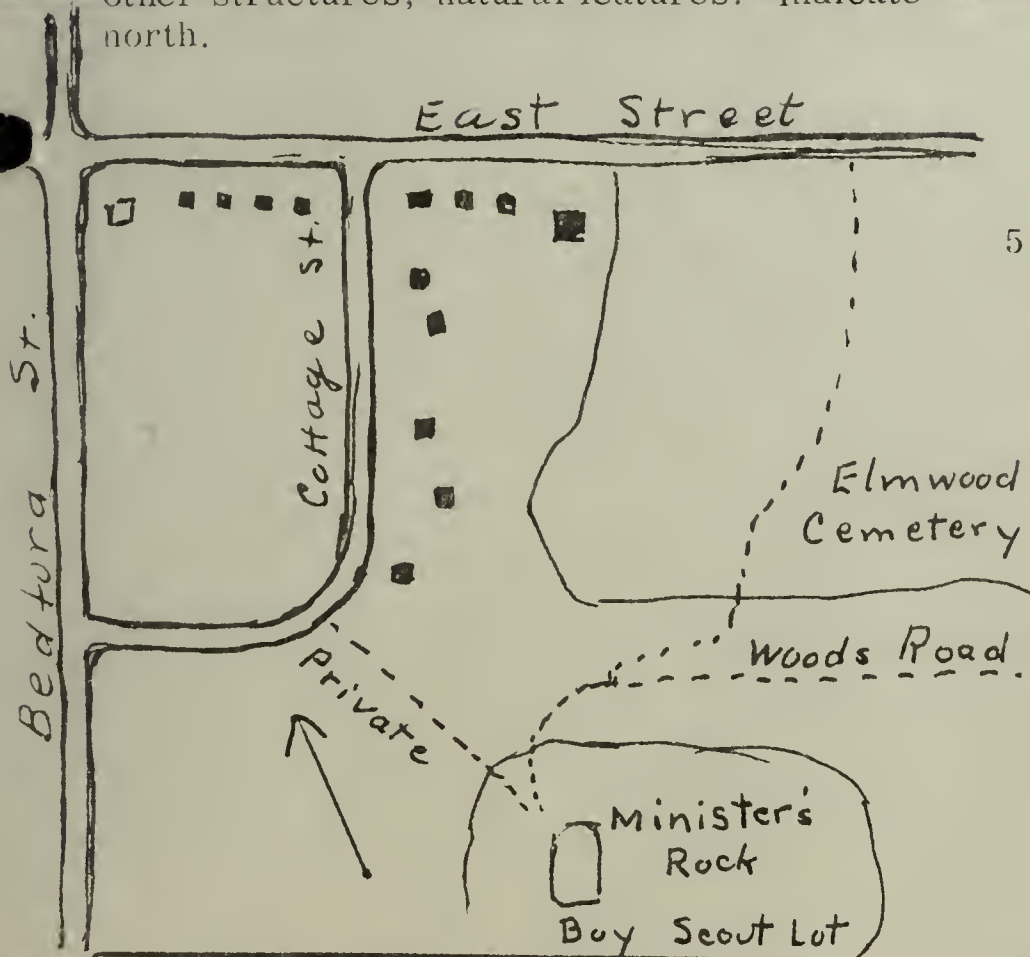 other structures, natural features. Indicate
north.
East Street
5
Cottage St.
Bedford St.
Elmwood
Cemetery
Woods Road
Private
Minister's
Rock
Boy Scout Lot